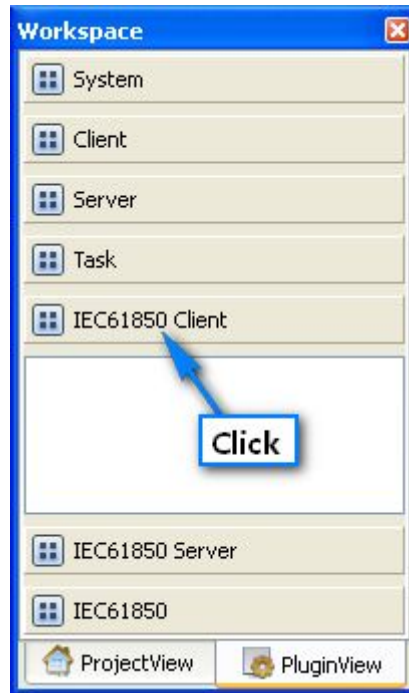 Workspace
System
Client
Server
Task
IEC61850 Client
Click
IEC61850 Server
IEC61850
ProjectView
PluginView